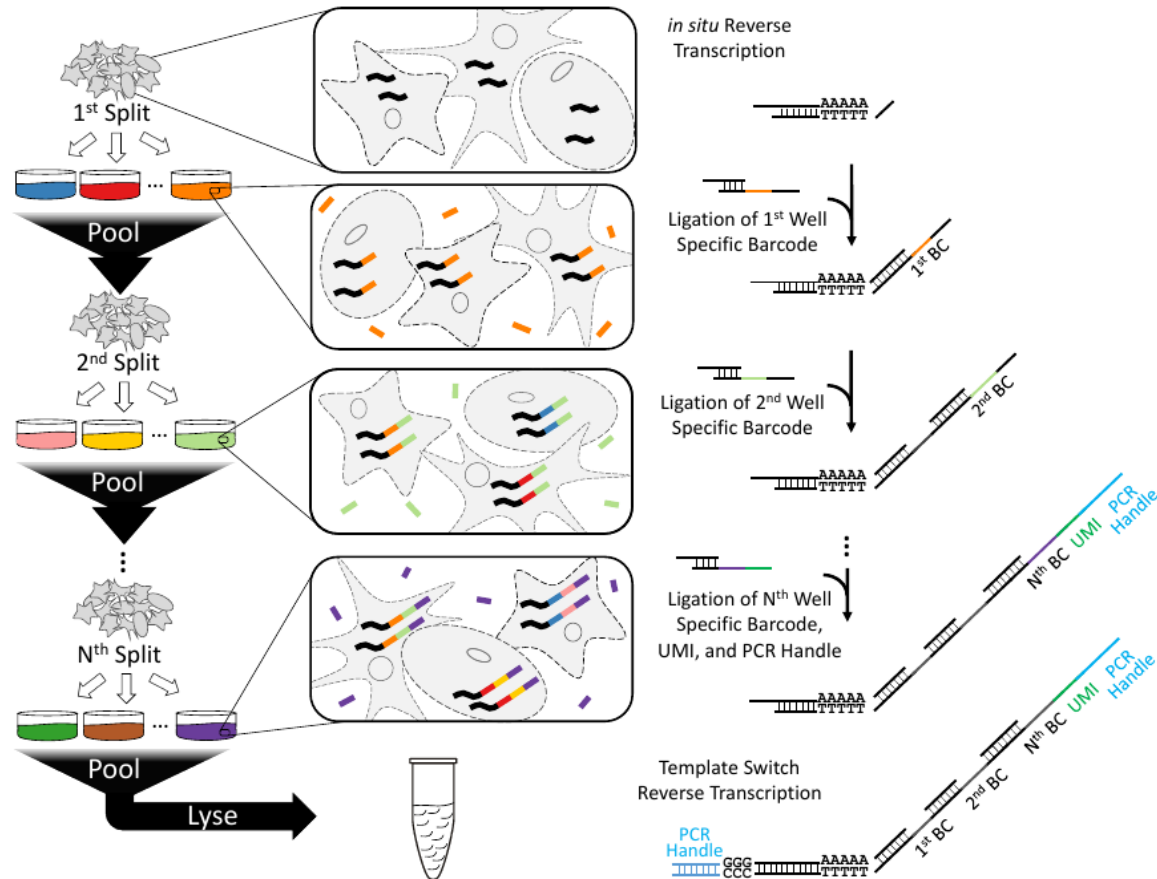 1st Split
...
Pool
2nd Split
...
Pool
...
Nth Split
...
Pool
Lyse
in situ Reverse
Transcription
AAAAA
TTTTT
Ligation of 1st Well
Specific Barcode
1st BC
AAAAA
TTTTT
Ligation of 2nd Well
Specific Barcode
2nd BC
AAAAA
TTTTT
...
Ligation of Nth Well
Specific Barcode,
UMI, and PCR Handle
Nth BC
UMI
PCR
Handle
AAAAA
TTTTT
Template Switch
Reverse Transcription
PCR
Handle
GGG
CCC
AAAAA
TTTTT
1st BC
2nd BC
Nth BC
UMI
PCR
Handle